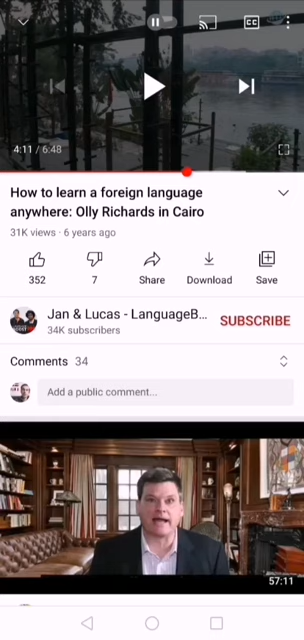 CC
4:11 / 6:48
How to learn a foreign language
anywhere: Olly Richards in Cairo
31K views · 6 years ago
352
7
Share
Download
Save
Jan & Lucas - LanguageB...
34K subscribers
SUBSCRIBE
Comments 34
Add a public comment...
57:11